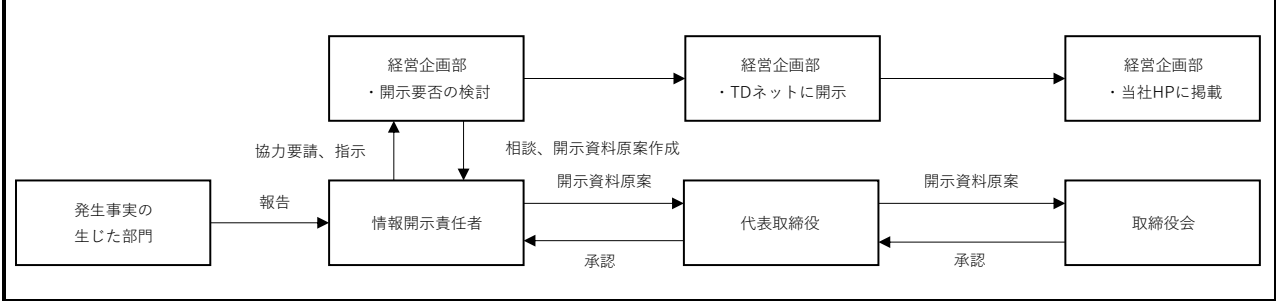 経営企画部
・開示要否の検討
経営企画部
・TDネットに開示
経営企画部
・当社HPに掲載
協力要請、指示
相談、開示資料原案作成
開示資料原案
開示資料原案
報告
発生事実の
生じた部門
情報開示責任者
代表取締役
取締役会
承認
承認